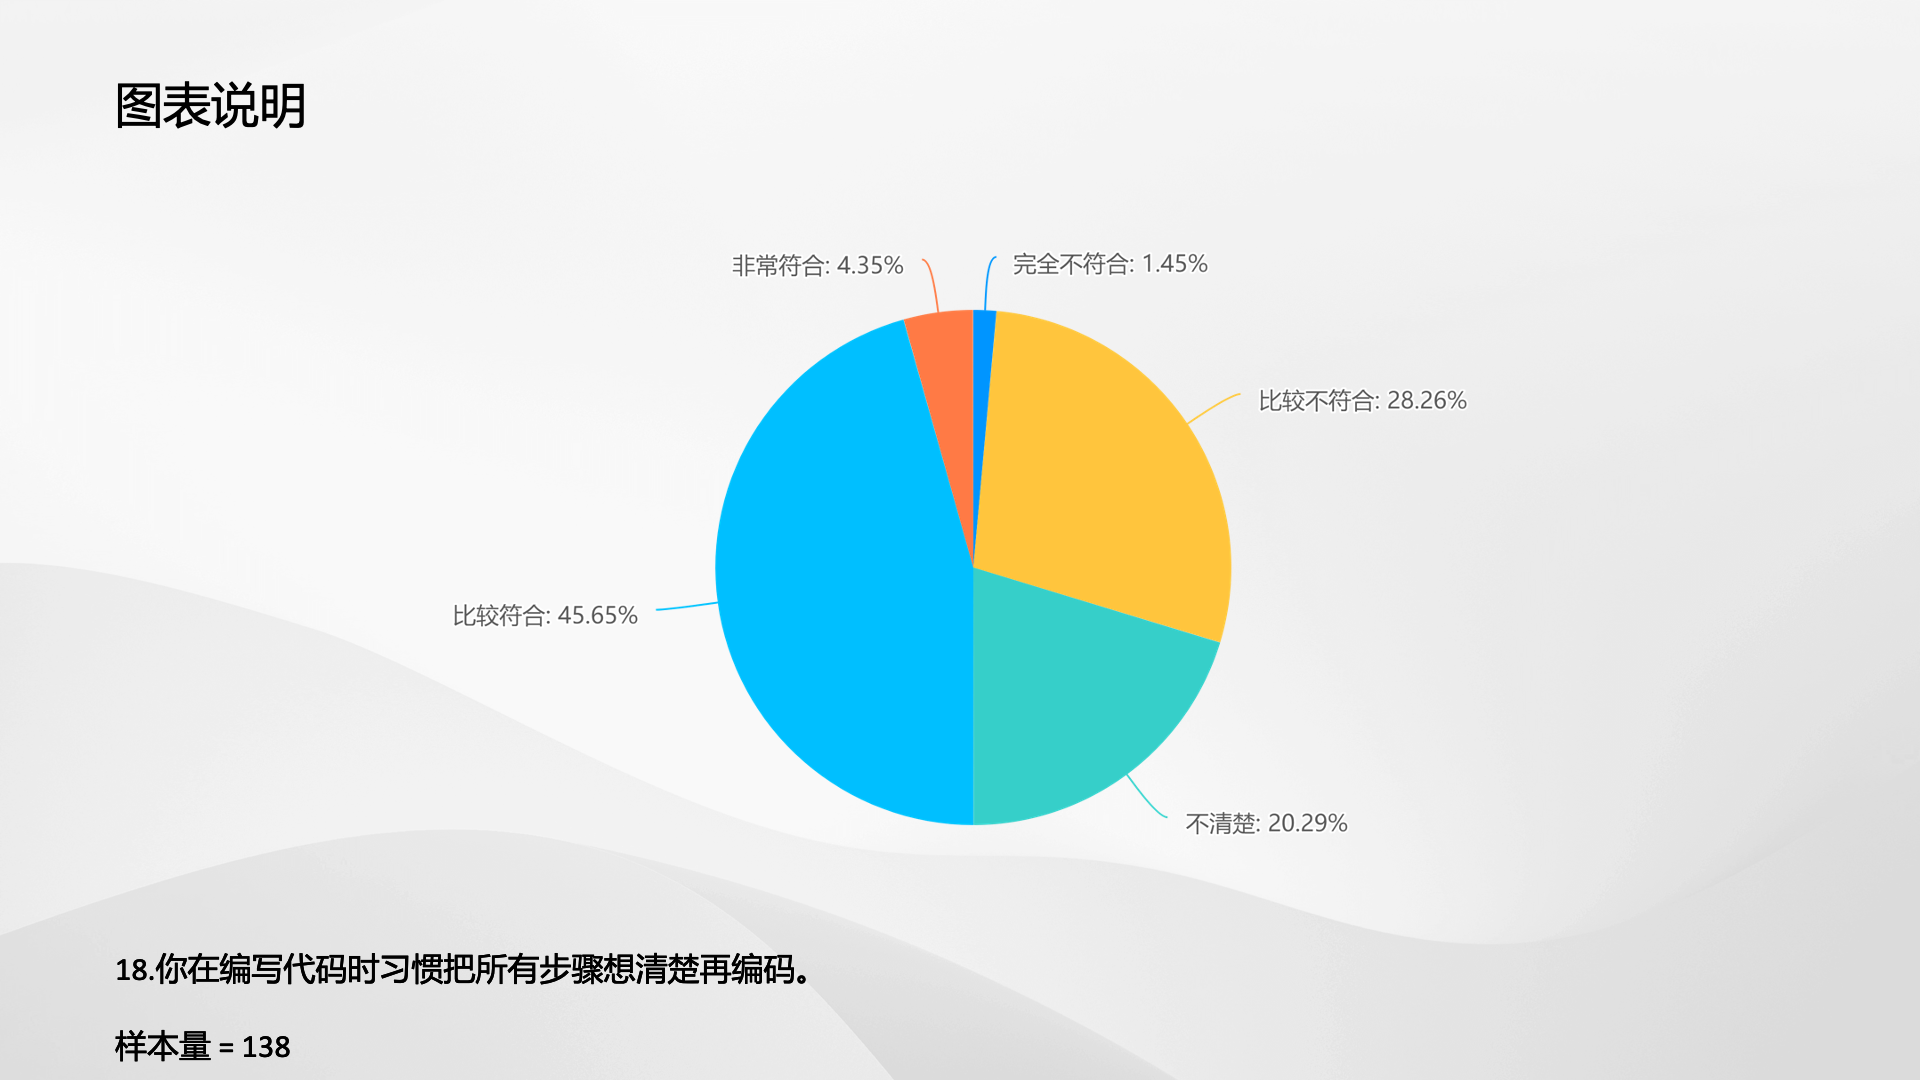 图表说明
非常符合: 4.35%
完全不符合: 1.45%
比较不符合: 28.26%
比较符合: 45.65%
不清楚: 20.29%
18.你在编写代码时习惯把所有步骤想清楚再编码。
样本量 = 138